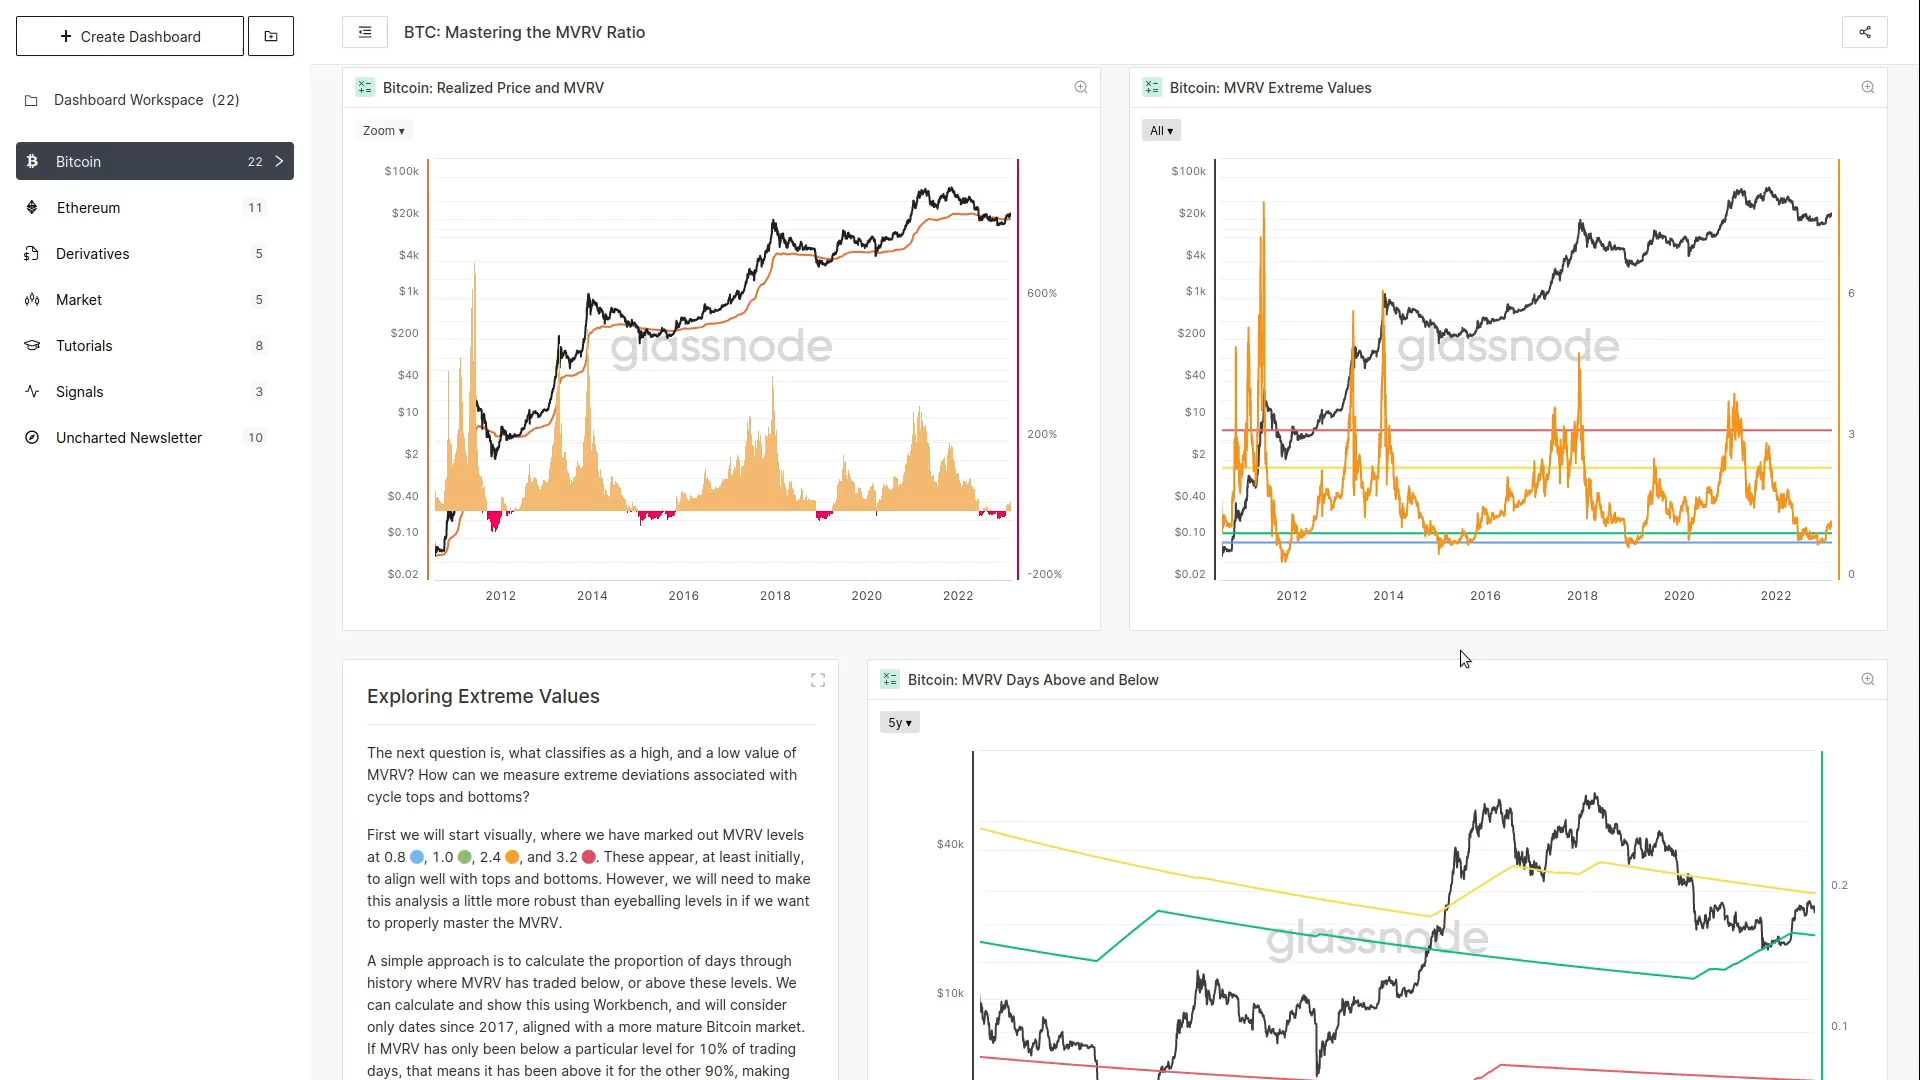 + Create Dashboard
Dashboard Workspace (22)
Bitcoin 22
Ethereum 11
Derivatives 5
Market 5
Tutorials 8
Signals 3
Uncharted Newsletter 10
BTC: Mastering the MVRV Ratio
Bitcoin: Realized Price and MVRV
Zoom ▾
$100k
$20k
$4k
$1k
$200
$40
$10
$2
$0.40
$0.10
$0.02
600%
200%
-200%
glassnode
2012 2014 2016 2018 2020 2022
Bitcoin: MVRV Extreme Values
All ▾
$100k
$20k
$4k
$1k
$200
$40
$10
$2
$0.40
$0.10
$0.02
6
3
0
glassnode
2012 2014 2016 2018 2020 2022
Exploring Extreme Values
The next question is, what classifies as a high, and a low value of
MVRV? How can we measure extreme deviations associated with
cycle tops and bottoms?
First we will start visually, where we have marked out MVRV levels
at 0.8 🔵, 1.0 🟢, 2.4 🟠, and 3.2 🔴. These appear, at least initially,
to align well with tops and bottoms. However, we will need to make
this analysis a little more robust than eyeballing levels in if we want
to properly master the MVRV.
A simple approach is to calculate the proportion of days through
history where MVRV has traded below, or above these levels. We
can calculate and show this using Workbench, and will consider
only dates since 2017, aligned with a more mature Bitcoin market.
If MVRV has only been below a particular level for 10% of trading
days, that means it has been above it for the other 90%, making
Bitcoin: MVRV Days Above and Below
5y ▾
$40k
$10k
0.2
0.1
glassnode